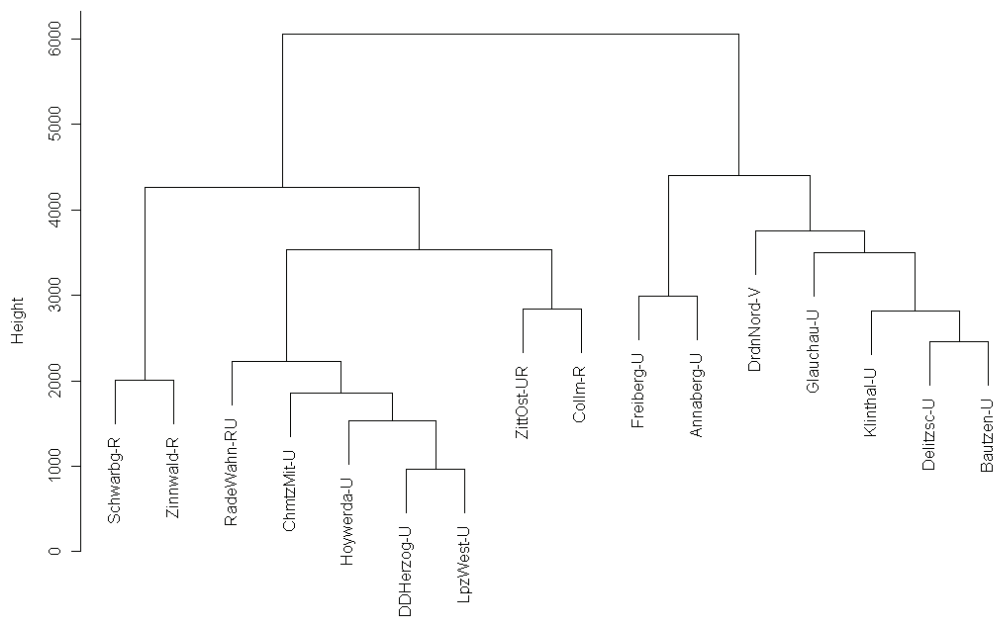 Height
6000
5000
4000
3000
2000
1000
0
Schwarbg-R
Zinnwald-R
RadeWahn-RU
ChmtzMit-U
Hoywerda-U
DDHerzog-U
LpzWest-U
ZittOst-UR
Collm-R
Freiberg-U
Annaberg-U
DrdnNord-V
Glauchau-U
Klinthal-U
Delitzsc-U
Bautzen-U